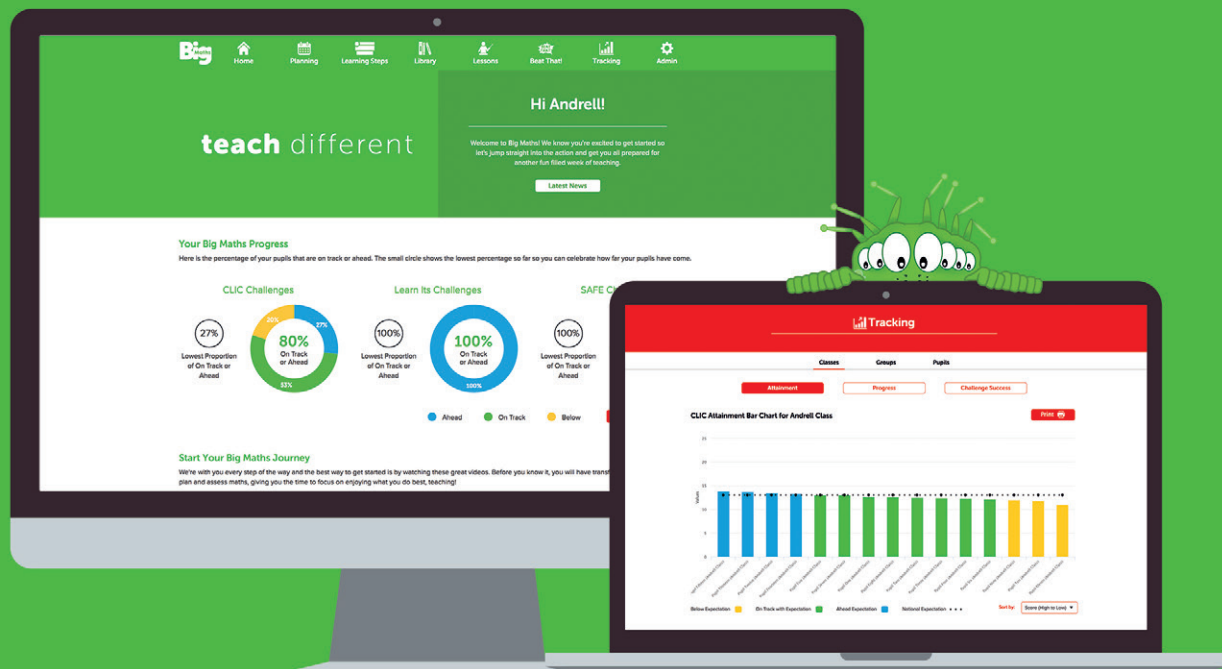 Big Maths
Home
Planning
Learning Steps
Library
Lessons
Beat That!
Tracking
Admin
teach different
Hi Andrell!
Welcome to Big Maths! We know you're excited to get started so
let's jump straight into the action and get you all prepared for
another fun filled week of teaching.
Latest News
Your Big Maths Progress
Here is the percentage of your pupils that are on track or ahead. The small circle shows the lowest percentage so far so you can celebrate how far your pupils have come.
CLIC Challenges
27%
Lowest Proportion
of On Track or
Ahead
20%
27%
80%
On Track
or Ahead
53%
Learn Its Challenges
100%
Lowest Proportion
of On Track or
Ahead
100%
On Track
or Ahead
100%
SAFE
100%
Lowest Proportion
of On Track or
Ahead
Ahead
On Track
Below
Start Your Big Maths Journey
We're with you every step of the way and the best way to get started is by watching these great videos. Before you know it, you will have
plan and assess maths, giving you the time to focus on enjoying what you do best, teaching!
Tracking
Classes
Groups
Pupils
Attainment
Progress
Challenge Success
CLIC Attainment Bar Chart for Andrell Class
Print
Values
25
20
15
10
5
0
Below Expectation
On Track with Expectation
Ahead Expectation
National Expectation
Sort by:
Score (High to Low)